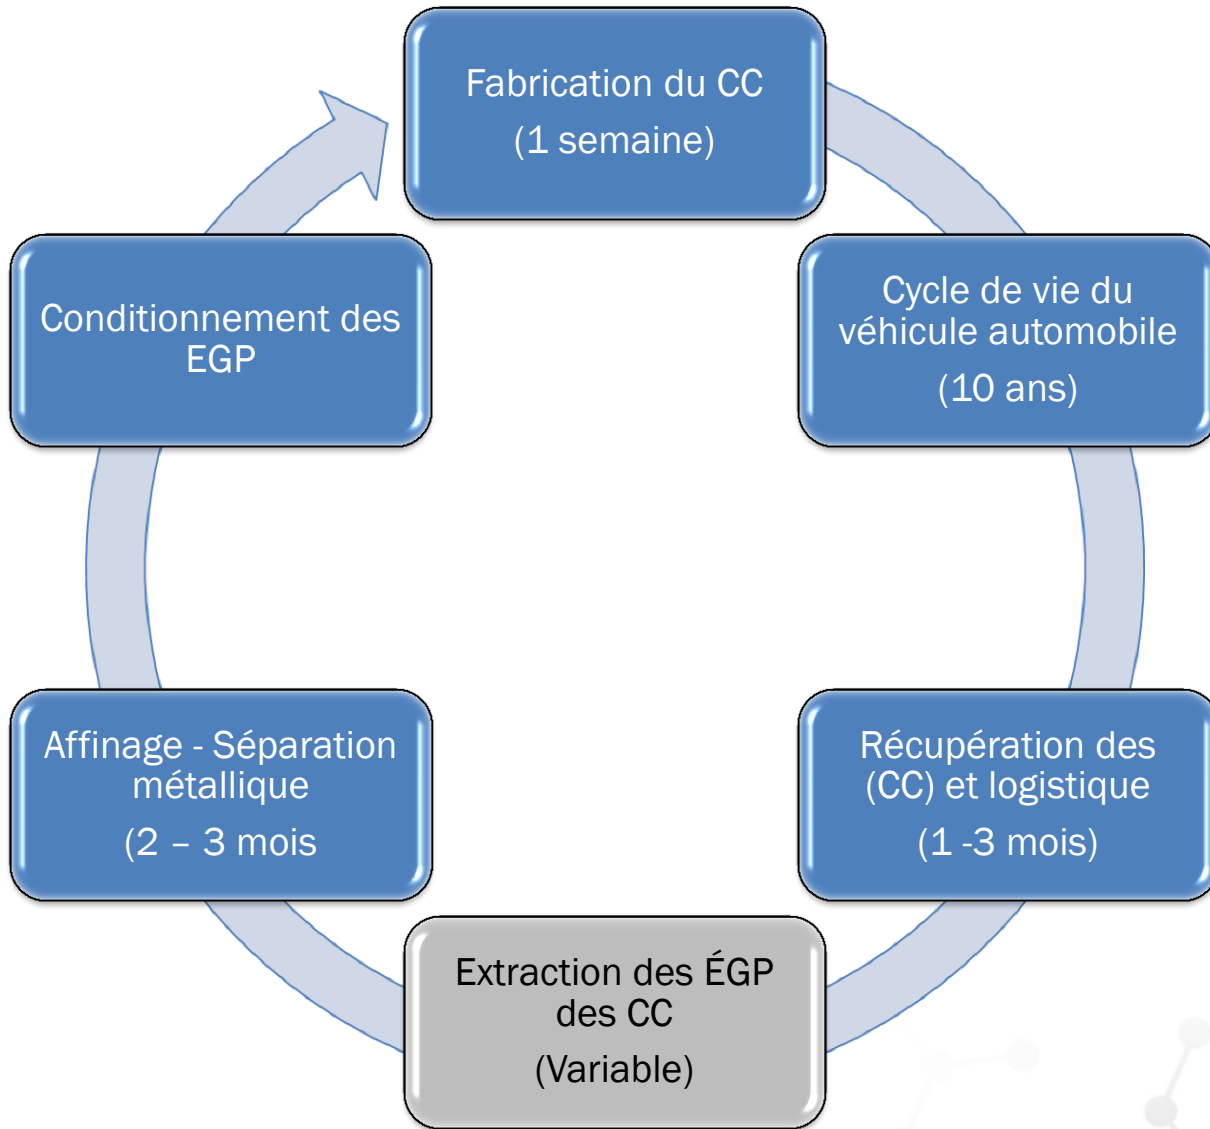 Fabrication du CC
(1 semaine)
Cycle de vie du
véhicule automobile
(10 ans)
Récupération des
(CC) et logistique
(1 -3 mois)
Extraction des ÉGP
des CC
(Variable)
Affinage - Séparation
métallique
(2 – 3 mois
Conditionnement des
EGP